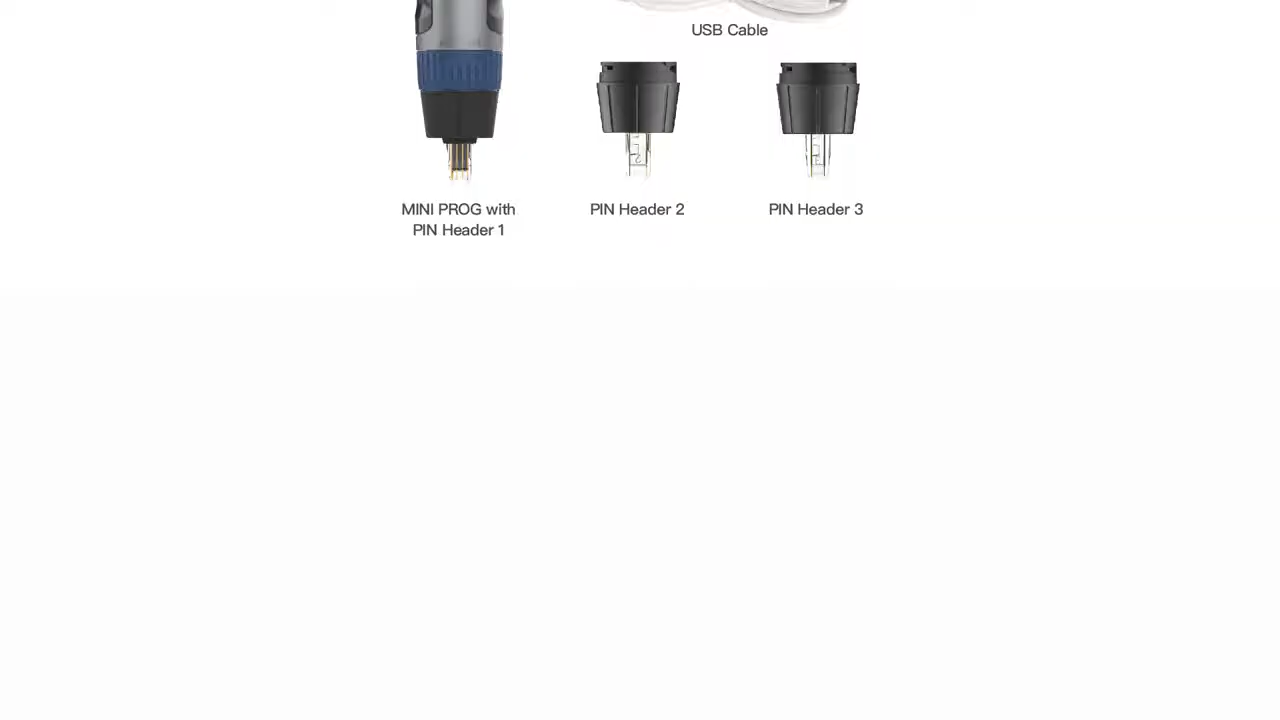 USB Cable
MINI PROG with
PIN Header 1
PIN Header 2
PIN Header 3